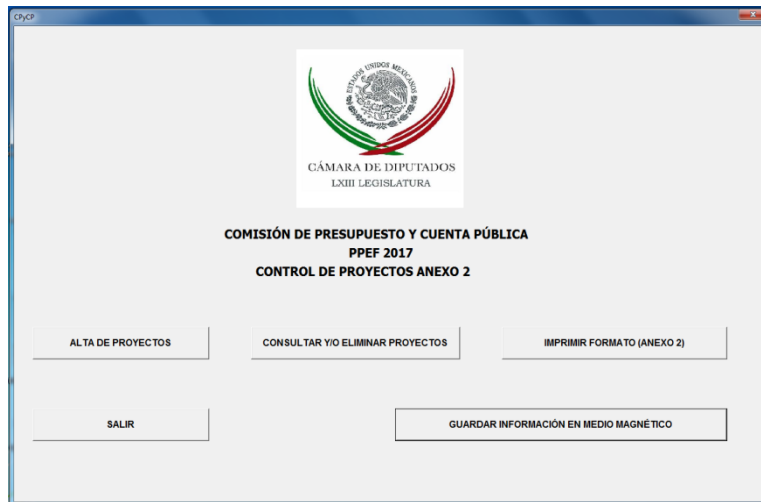 CPyCP
ESTADOS UNIDOS MEXICANOS
CÁMARA DE DIPUTADOS
LXIII LEGISLATURA
COMISIÓN DE PRESUPUESTO Y CUENTA PÚBLICA
PPEF 2017
CONTROL DE PROYECTOS ANEXO 2
ALTA DE PROYECTOS
CONSULTAR Y/O ELIMINAR PROYECTOS
IMPRIMIR FORMATO (ANEXO 2)
SALIR
GUARDAR INFORMACIÓN EN MEDIO MAGNÉTICO